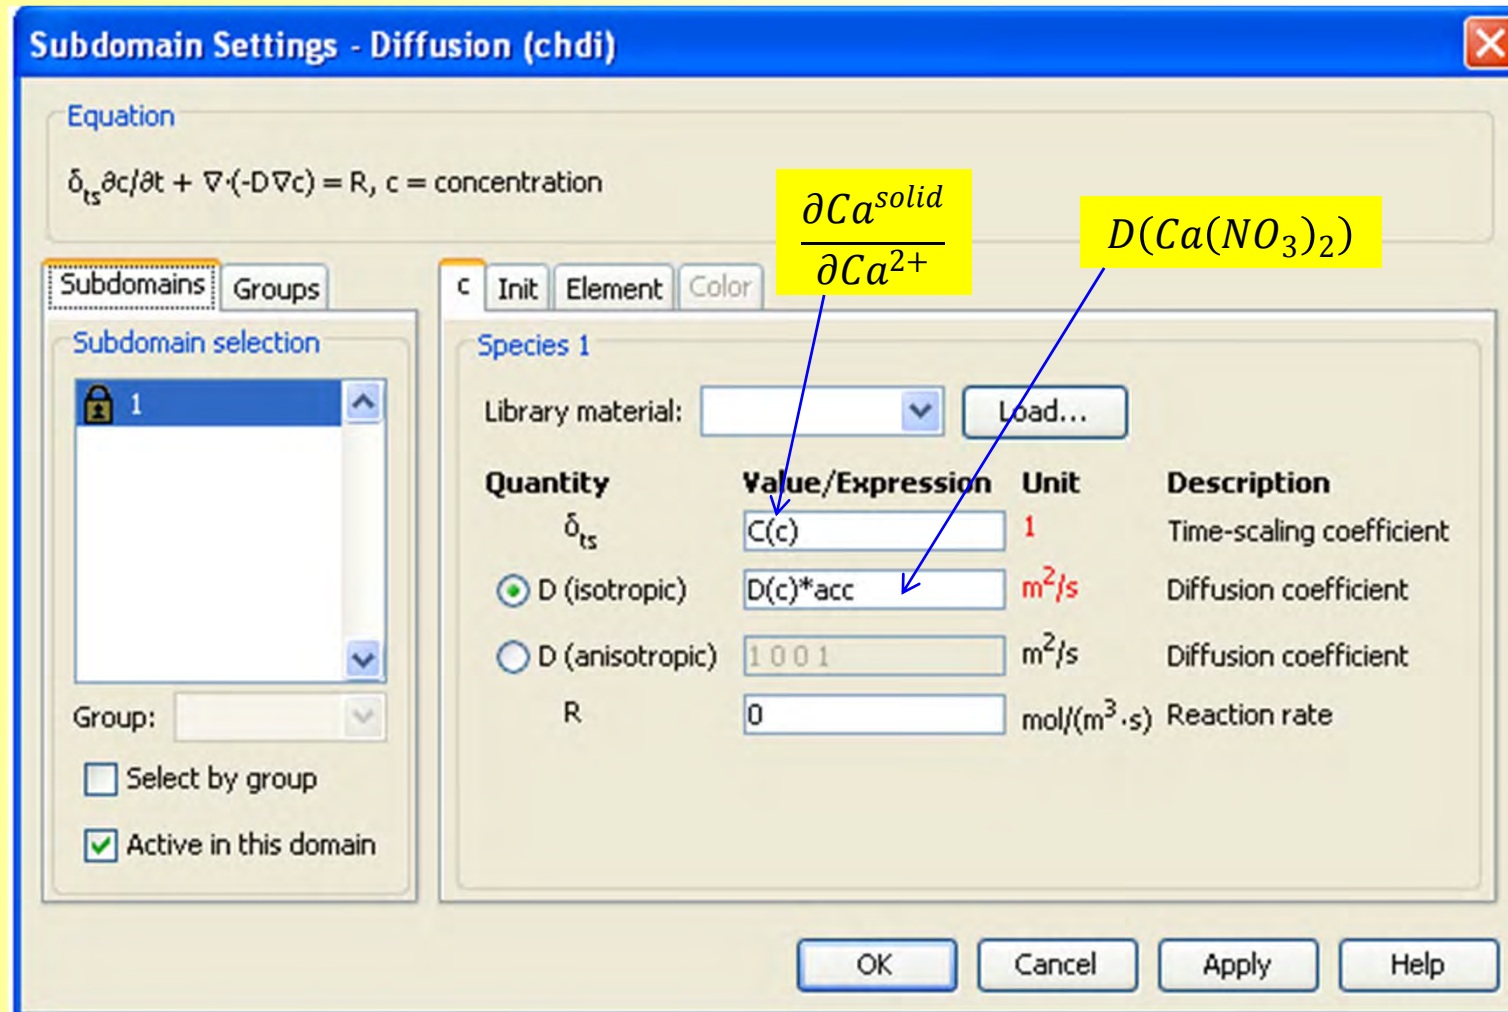 Subdomain Settings - Diffusion (chdi)
Equation
δts∂c/∂t + ∇·(-D∇c) = R, c = concentration
∂Ca^solid
∂Ca^2+
D(Ca(NO₃)₂)
Subdomains Groups
c Init Element Color
Subdomain selection
1
Species 1
Library material: Load...
Quantity Value/Expression Unit Description
δts C(c) 1 Time-scaling coefficient
D (isotropic) D(c)*acc m²/s Diffusion coefficient
D (anisotropic) 1 0 0 1 m²/s Diffusion coefficient
R 0 mol/(m³·s) Reaction rate
Group:
Select by group
Active in this domain
OK Cancel Apply Help